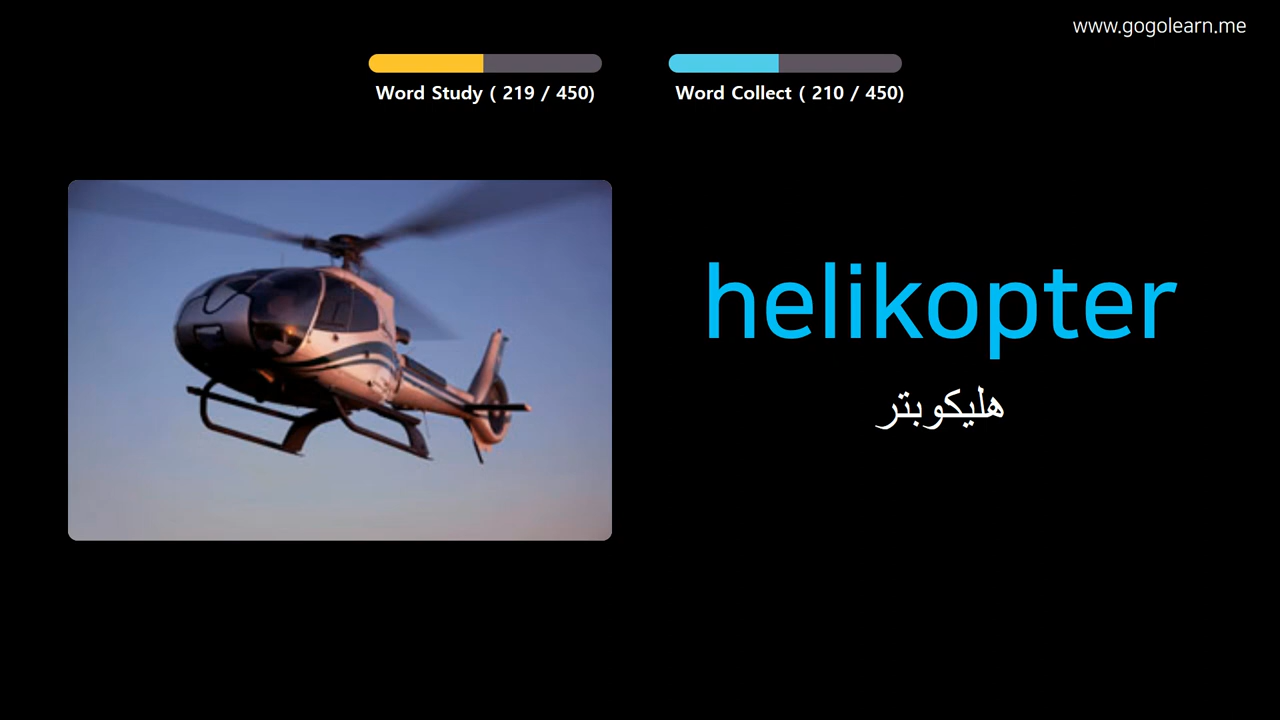 www.gogolearn.me
Word Study ( 219 / 450)
Word Collect ( 210 / 450)
helikopter
هليكوبتر